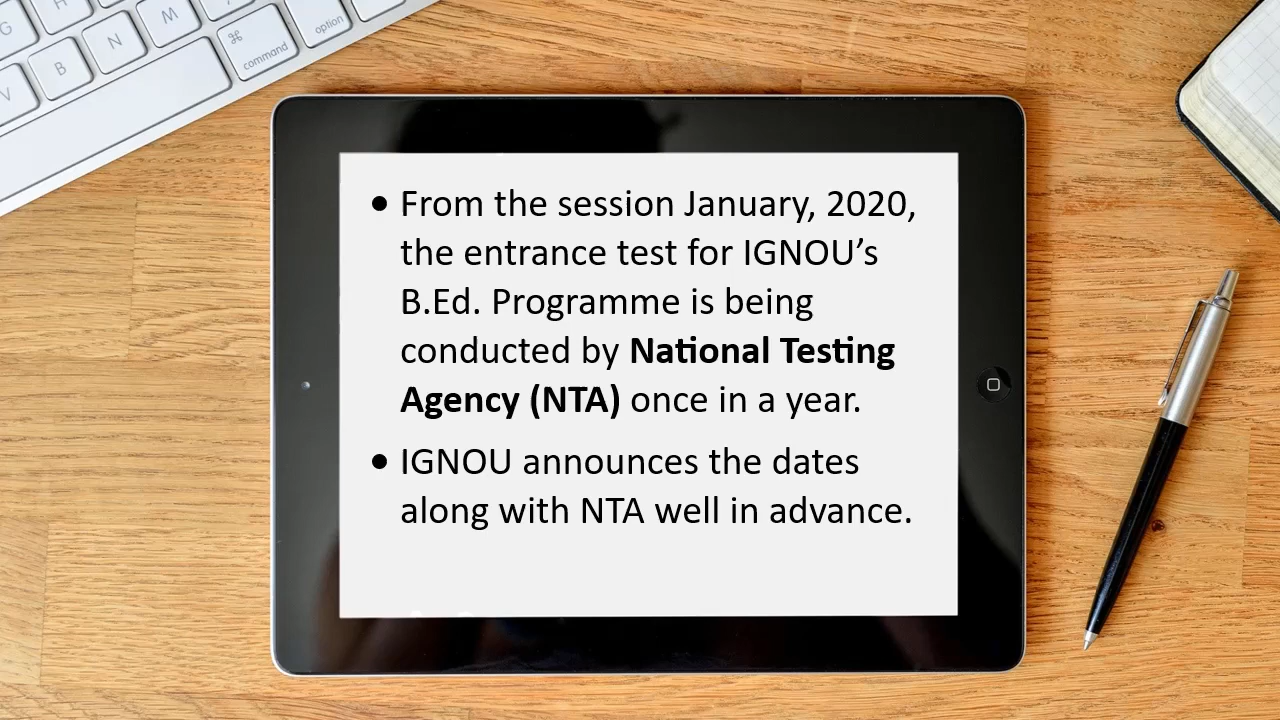 G
H
V
B
N
M
⌘
command
option
• From the session January, 2020,
the entrance test for IGNOU’s
B.Ed. Programme is being
conducted by National Testing
Agency (NTA) once in a year.
• IGNOU announces the dates
along with NTA well in advance.